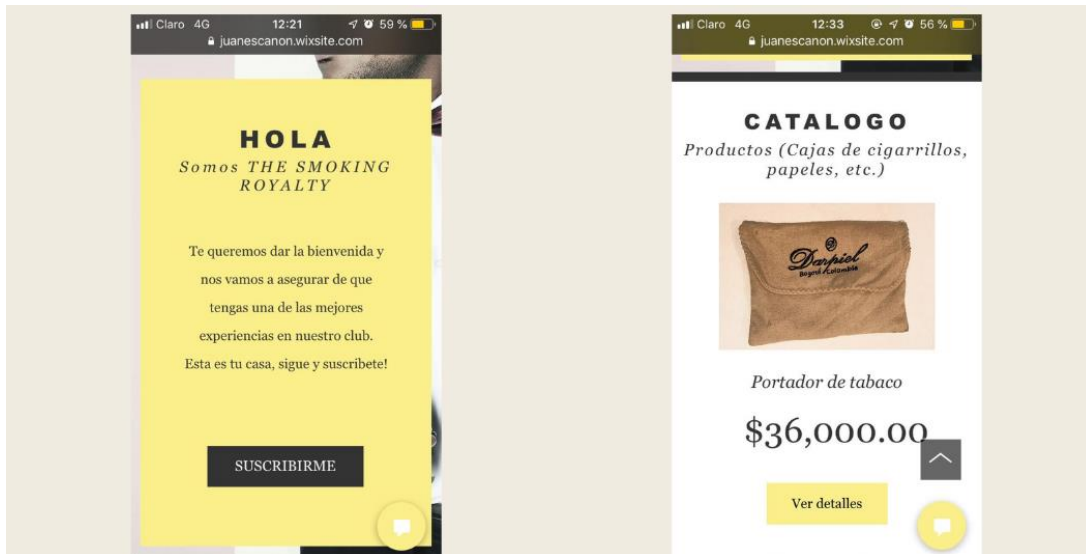 Claro 4G 12:21 59 %
juanescanon.wixsite.com
HOLA
Somos THE SMOKING
ROYALTY
Te queremos dar la bienvenida y
nos vamos a asegurar de que
tengas una de las mejores
experiencias en nuestro club.
Esta es tu casa, sigue y suscribete!
SUSCRIBIRME
Claro 4G 12:33 56 %
juanescanon.wixsite.com
CATALOGO
Productos (Cajas de cigarrillos,
papeles, etc.)
Darpiel
Bogotá Colombia
Portador de tabaco
$36,000.00
Ver detalles